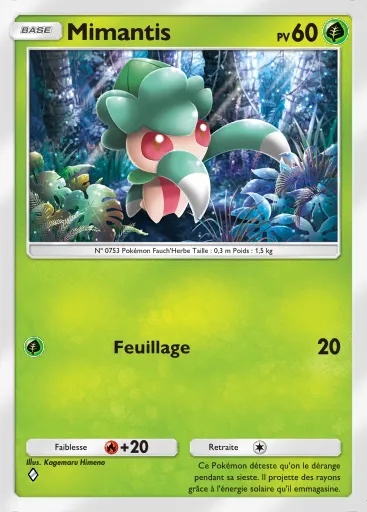 BASE Mimantis PV 60
N° 0753 Pokémon Fauch'Herbe Taille : 0,3 m Poids : 1,5 kg
Feuillage 20
Faiblesse +20 Retraite
Illus. Kagemaru Himeno
Ce Pokémon déteste qu'on le dérange
pendant sa sieste. Il projette des rayons
grâce à l'énergie solaire qu'il emmagasine.